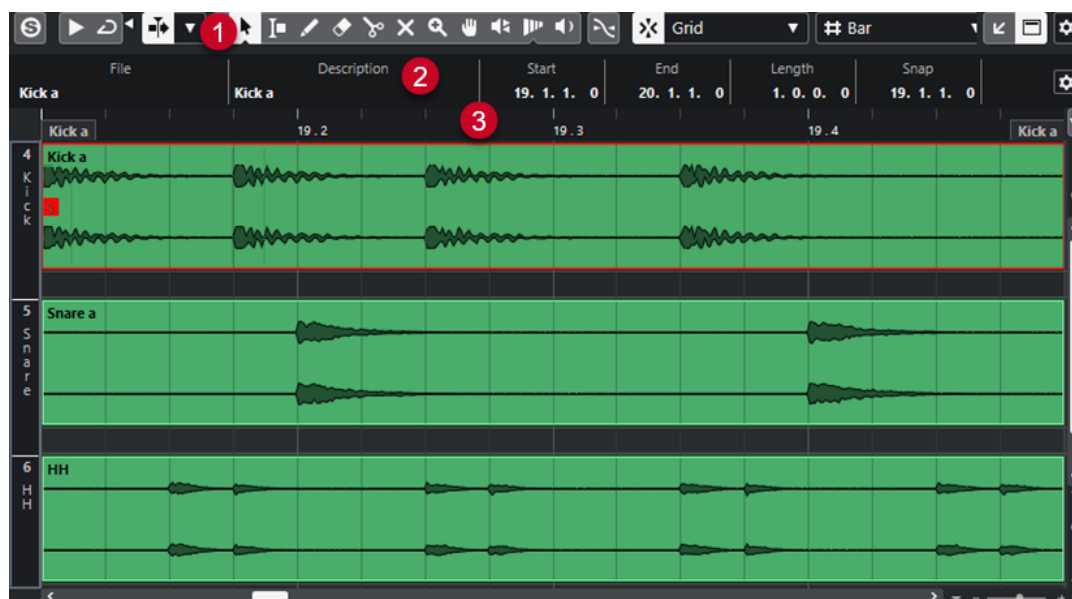 1
Grid
Bar
File
Description
2
Start
End
Length
Snap
Kick a
Kick a
19. 1. 1. 0
20. 1. 1. 0
1. 0. 0. 0
19. 1. 1. 0
3
Kick a
19.2
19.3
19.4
Kick a
4
Kick
Kick a
S
5
Snare
Snare a
6
HH
HH